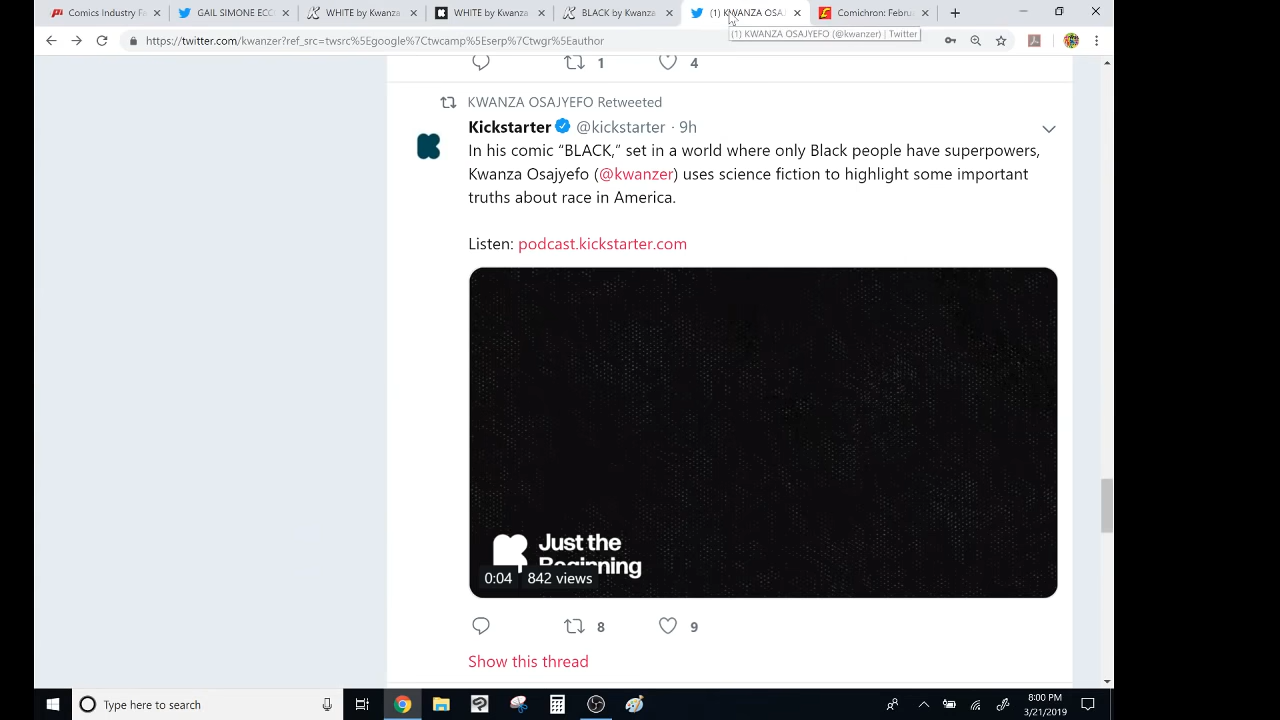 Comics Industry Fa
GAIL SIMONE ECC
WHITE by Kwanza
WHITE by Kwanza
BLACK by Kwanza
(1) KWANZA OSAJ
Comichron: Febru
https://twitter.com/kwanzer?ref_src=twsrc%5Egoogle%7Ctwcamp%5Eserp%7Ctwgr%5Eauthor
(1) KWANZA OSAJYEFO (@kwanzer) | Twitter
1 4
KWANZA OSAJYEFO Retweeted
Kickstarter @kickstarter · 9h
In his comic “BLACK,” set in a world where only Black people have superpowers,
Kwanza Osajyefo (@kwanzer) uses science fiction to highlight some important
truths about race in America.
Listen: podcast.kickstarter.com
Just the
Beginning
0:04 842 views
8 9
Show this thread
Type here to search
8:00 PM
3/21/2019